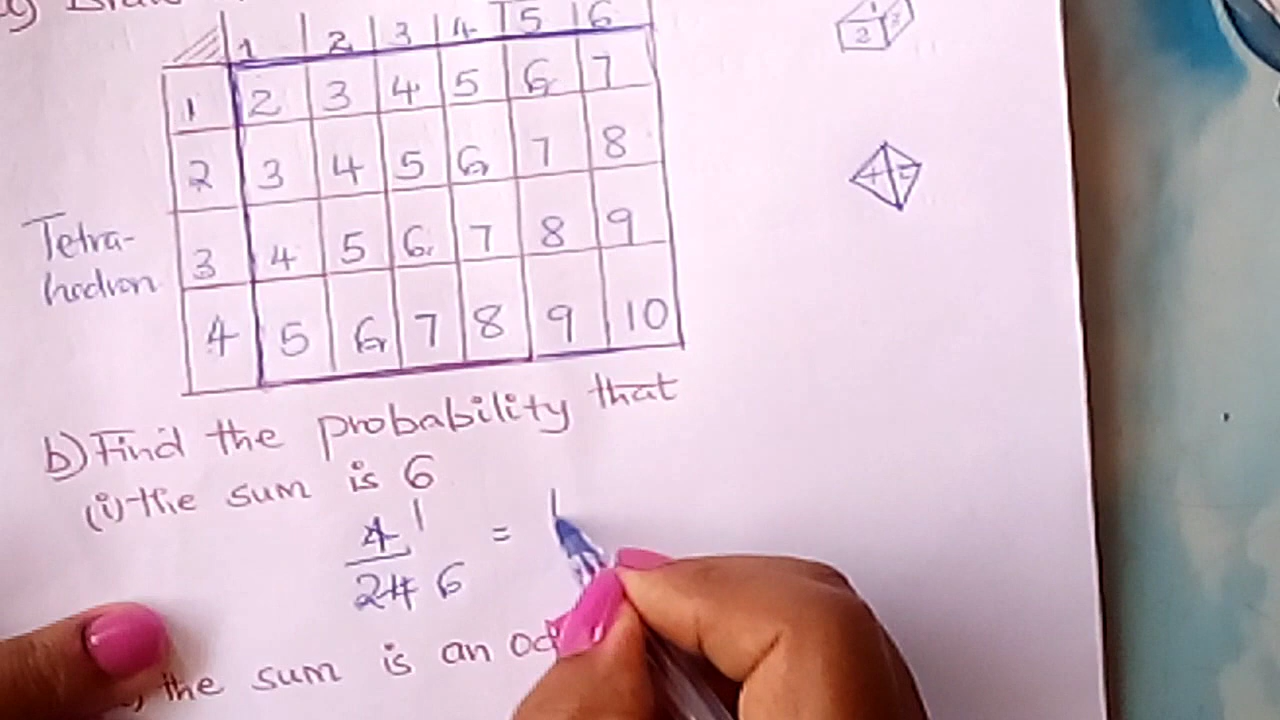 1 2 3 4 5 6
1 2 3 4 5 6 7
2 3 4 5 6 7 8
Tetra-
hedron
3 4 5 6 7 8 9
4 5 6 7 8 9 10
b) Find the probability that
(i) the sum is 6
4 1
24 6 =
the sum is an
1
2 3